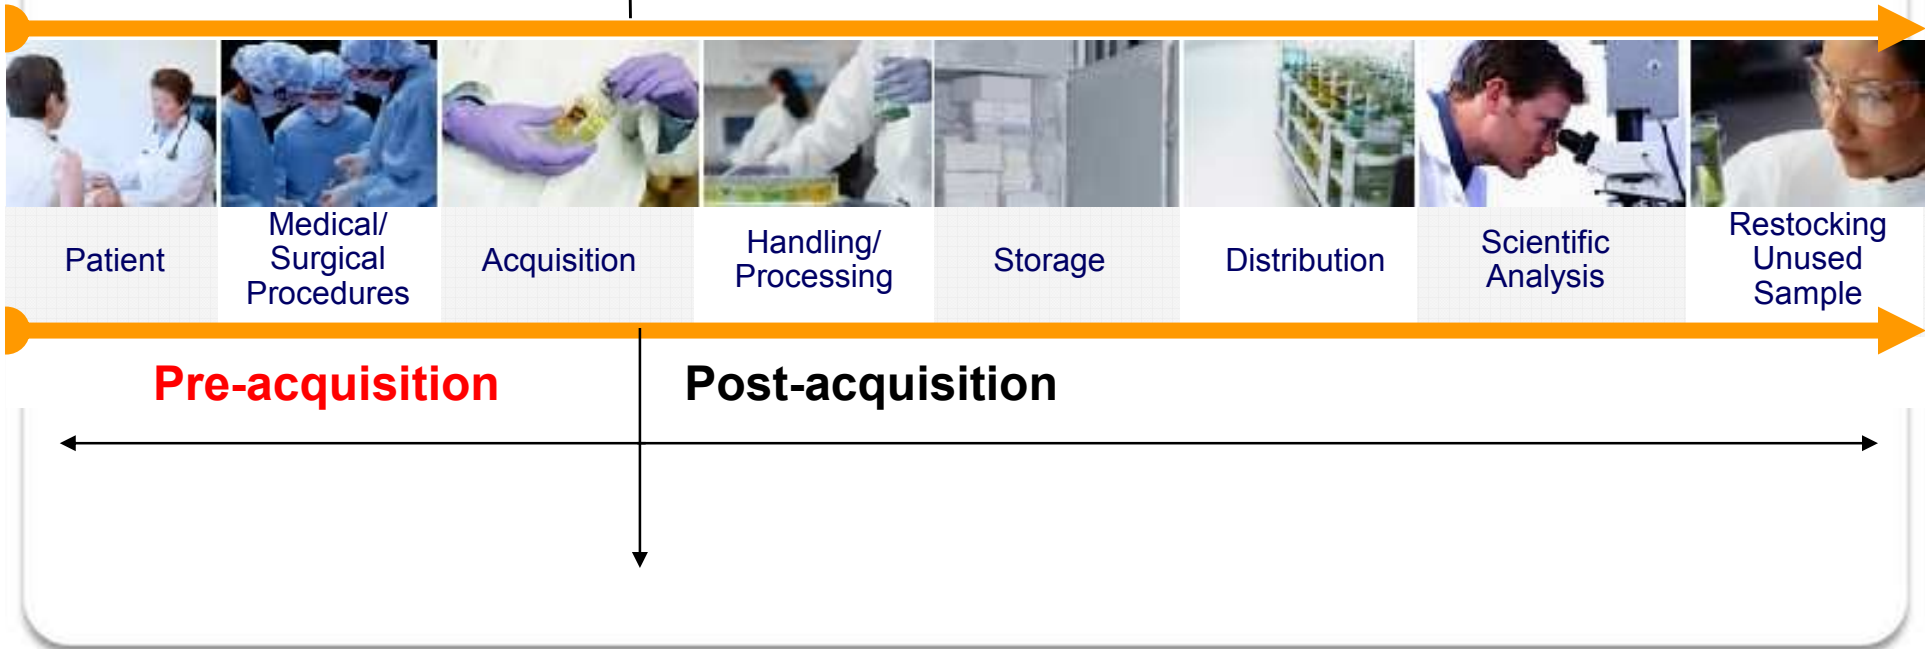 Patient
Medical/
Surgical
Procedures
Acquisition
Handling/
Processing
Storage
Distribution
Scientific
Analysis
Restocking
Unused
Sample
Pre-acquisition
Post-acquisition